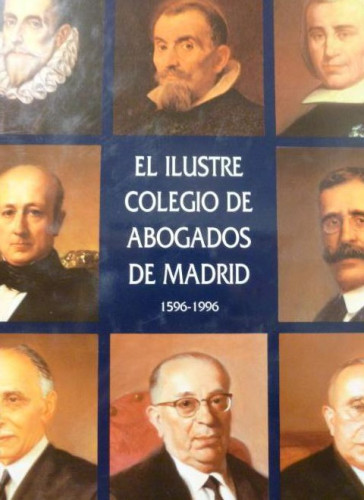 EL ILUSTRE
COLEGIO DE
ABOGADOS
DE MADRID
1596-1996